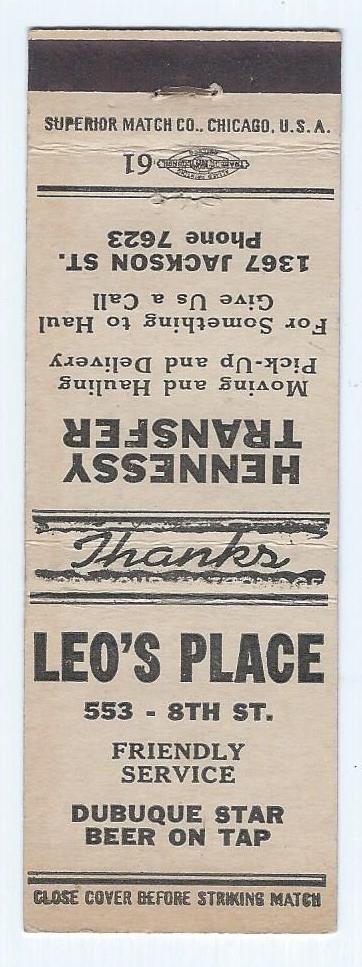 SUPERIOR MATCH CO., CHICAGO, U.S.A.
61
HENNESSY
TRANSFER
Moving and Hauling
Pick-Up and Delivery
For Something to Haul
Give Us a Call
1367 JACKSON ST.
Phone 7623
Thanks
LEO'S PLACE
553 - 8TH ST.
FRIENDLY
SERVICE
DUBUQUE STAR
BEER ON TAP
CLOSE COVER BEFORE STRIKING MATCH